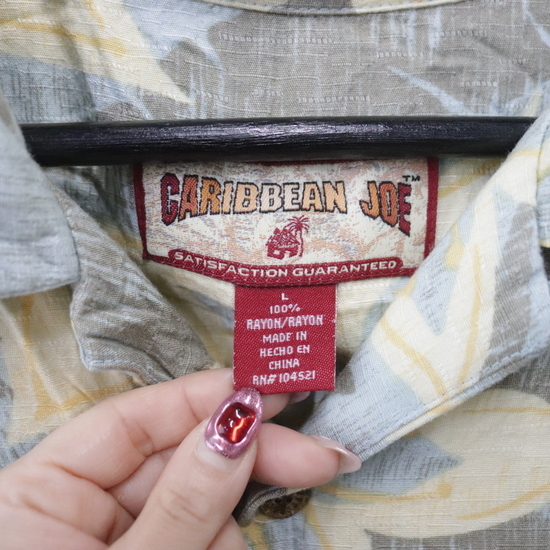 CARIBBEAN JOE™
SATISFACTION GUARANTEED
L
100%
RAYON/RAYON
MADE IN
HECHO EN
CHINA
RN# 104521